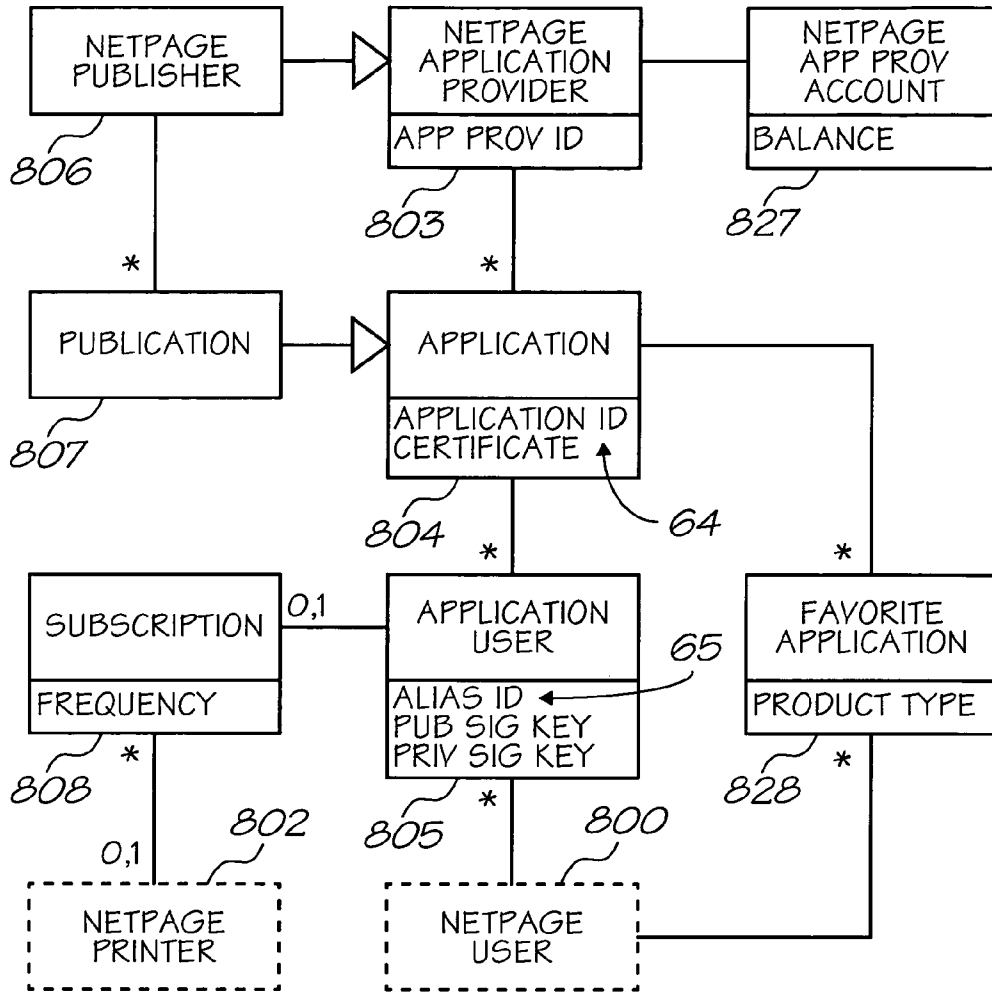 NETPAGE
PUBLISHER
NETPAGE
APPLICATION
PROVIDER
APP PROV ID
NETPAGE
APP PROV
ACCOUNT
BALANCE
806
803
827
*
*
PUBLICATION
APPLICATION
APPLICATION ID
CERTIFICATE
807
804
64
*
*
SUBSCRIPTION
0,1
APPLICATION
USER
FAVORITE
APPLICATION
65
FREQUENCY
ALIAS ID
PUB SIG KEY
PRIV SIG KEY
PRODUCT TYPE
*
*
*
808
802
805
800
828
0,1
NETPAGE
PRINTER
NETPAGE
USER